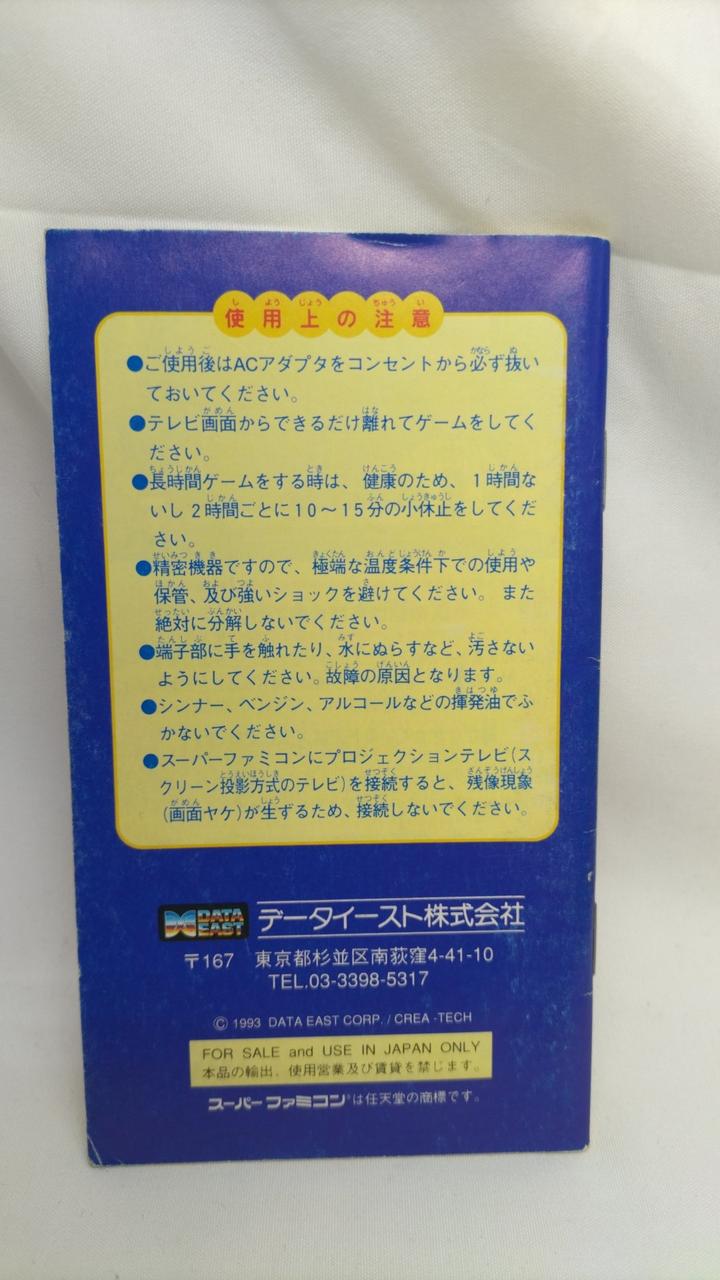 使用上の注意
●ご使用後はACアダプタをコンセントから必ず抜い
ておいてください。
●テレビ画面からできるだけ離れてゲームをしてく
ださい。
●長時間ゲームをする時は、健康のため、1時間な
いし2時間ごとに10〜15分の小休止をしてくだ
さい。
●精密機器ですので、極端な温度条件下での使用や
保管、及び強いショックを避けてください。また
絶対に分解しないでください。
●端子部に手を触れたり、水にぬらすなど、汚さない
ようにしてください。故障の原因となります。
●シンナー、ベンジン、アルコールなどの揮発油でふ
かないでください。
●スーパーファミコンにプロジェクションテレビ(ス
クリーン投影方式のテレビ)を接続すると、残像現象
(画面ヤケ)が生ずるため、接続しないでください。
DATA EAST データイースト株式会社
〒167 東京都杉並区南荻窪4-41-10
TEL.03-3398-5317
© 1993 DATA EAST CORP. / CREA-TECH
FOR SALE and USE IN JAPAN ONLY
本品の輸出、使用営業及び賃貸を禁じます。
スーパーファミコン®は任天堂の商標です。